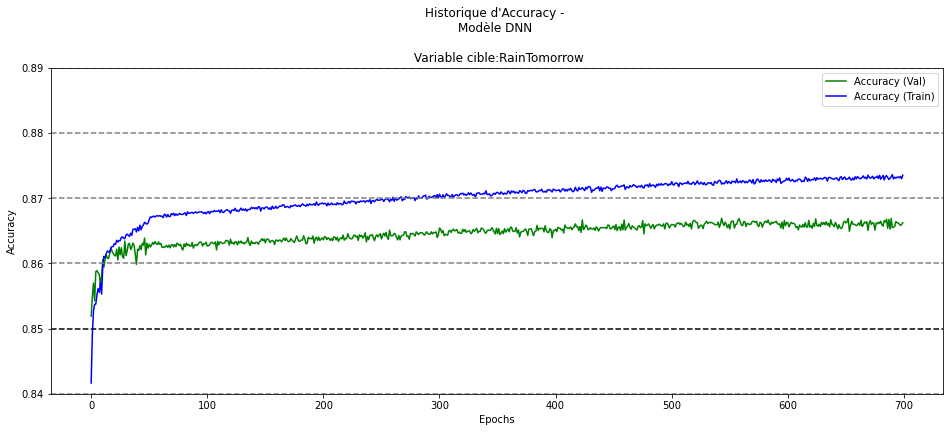 Historique d'Accuracy -
Modèle DNN
Variable cible:RainTomorrow
0.89
0.88
0.87
0.86
0.85
0.84
Accuracy
Accuracy (Val)
Accuracy (Train)
0
100
200
300
400
500
600
700
Epochs